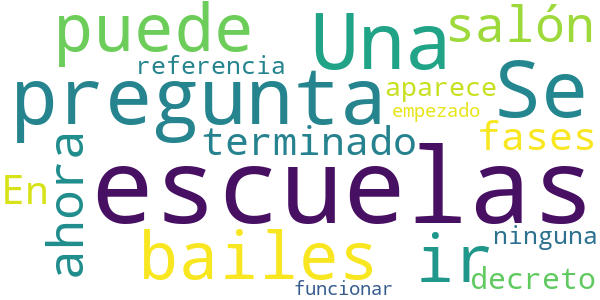 puede Una salón
referencia
pregunta Se
aparece
empezado
ahora terminado fases
En escuelas
bailes ir ninguna
decreto
funcionar